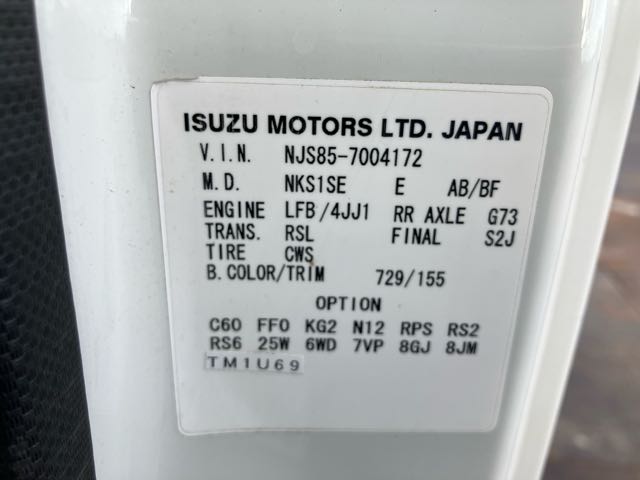 ISUZU MOTORS LTD. JAPAN
V.I.N. NJS85-7004172
M.D. NKS1SE E AB/BF
ENGINE LFB/4JJ1 RR AXLE G73
TRANS. RSL FINAL S2J
TIRE CWS
B.COLOR/TRIM 729/155
OPTION
C60 FF0 KG2 N12 RPS RS2
RS6 25W 6WD 7VP 8GJ 8JM
TM1U69